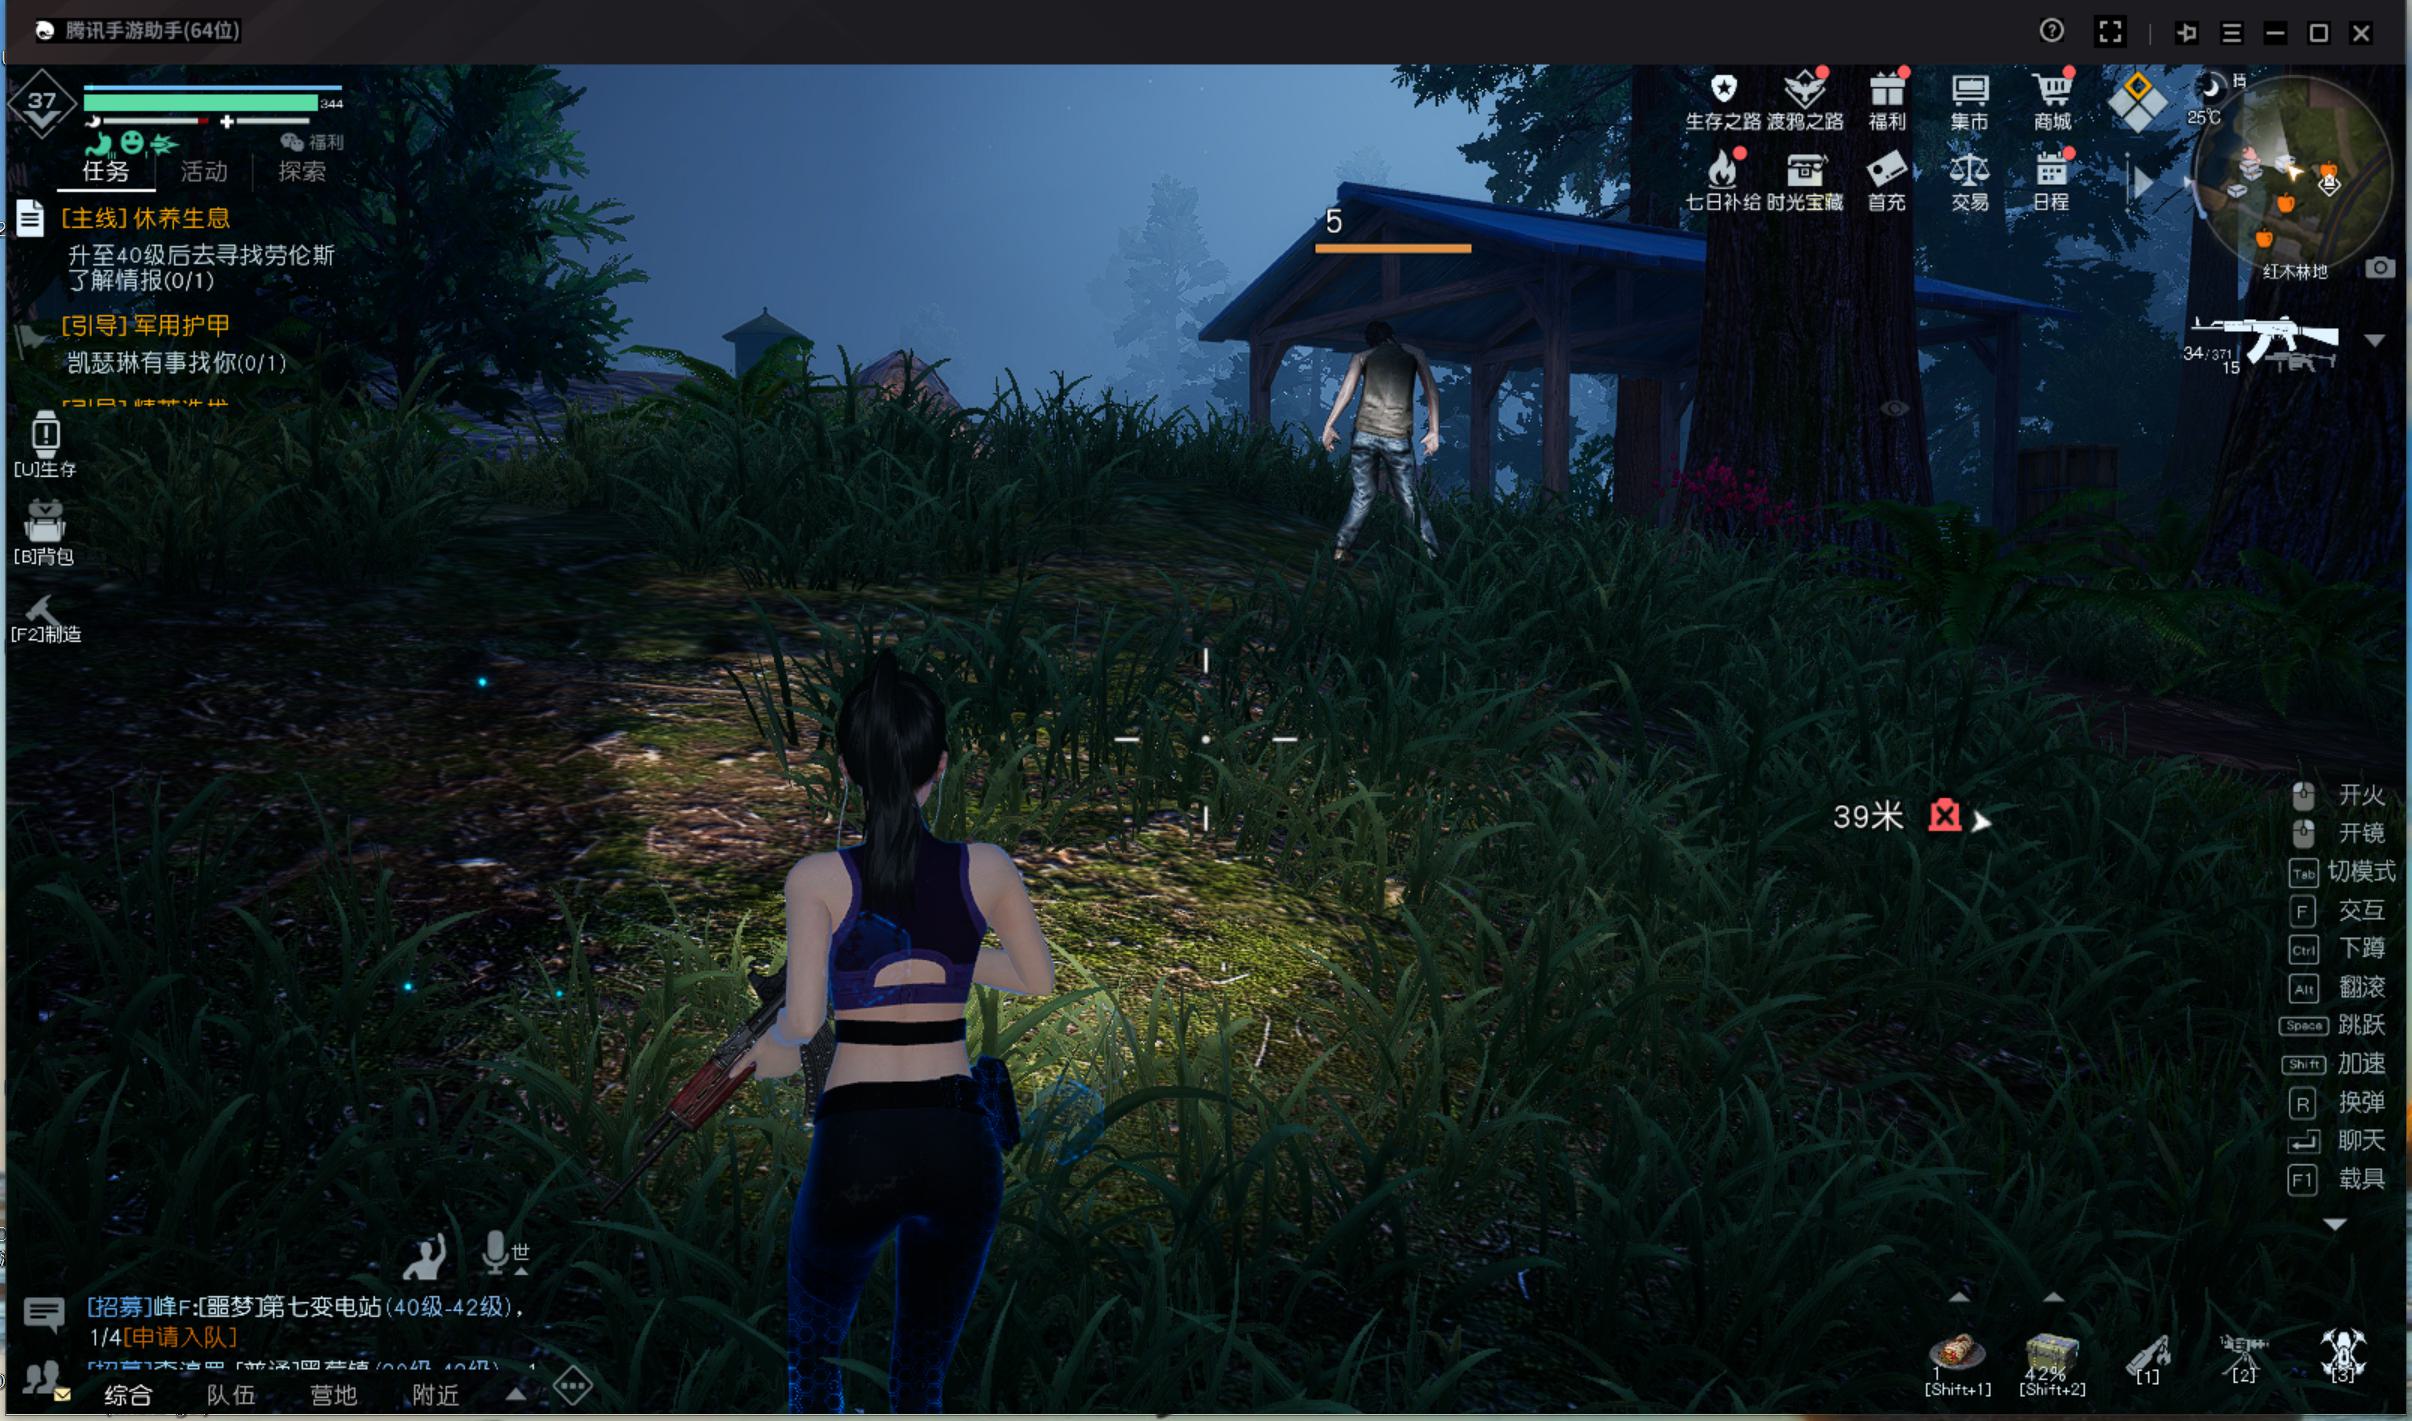 腾讯手游助手(64位)
37
344
福利
任务 活动 探索
[主线] 休养生息
升至40级后去寻找劳伦斯
了解情报(0/1)
[引导] 军用护甲
凯瑟琳有事找你(0/1)
[U]生存
[B]背包
[F2]制造
5
生存之路 渡鸦之路 福利 集市 商城
七日补给 时光宝藏 首充 交易 日程
晴
25℃
红木林地
34/371
15
39米
开火
开镜
Tab 切模式
F 交互
Ctrl 下蹲
Alt 翻滚
Space 跳跃
Shift 加速
R 换弹
聊天
F1 载具
世
[招募]峰F:[噩梦]第七变电站(40级-42级),
1/4[申请入队]
综合 队伍 营地 附近
1
[Shift+1]
42%
[Shift+2]
[1]
[2]
[3]